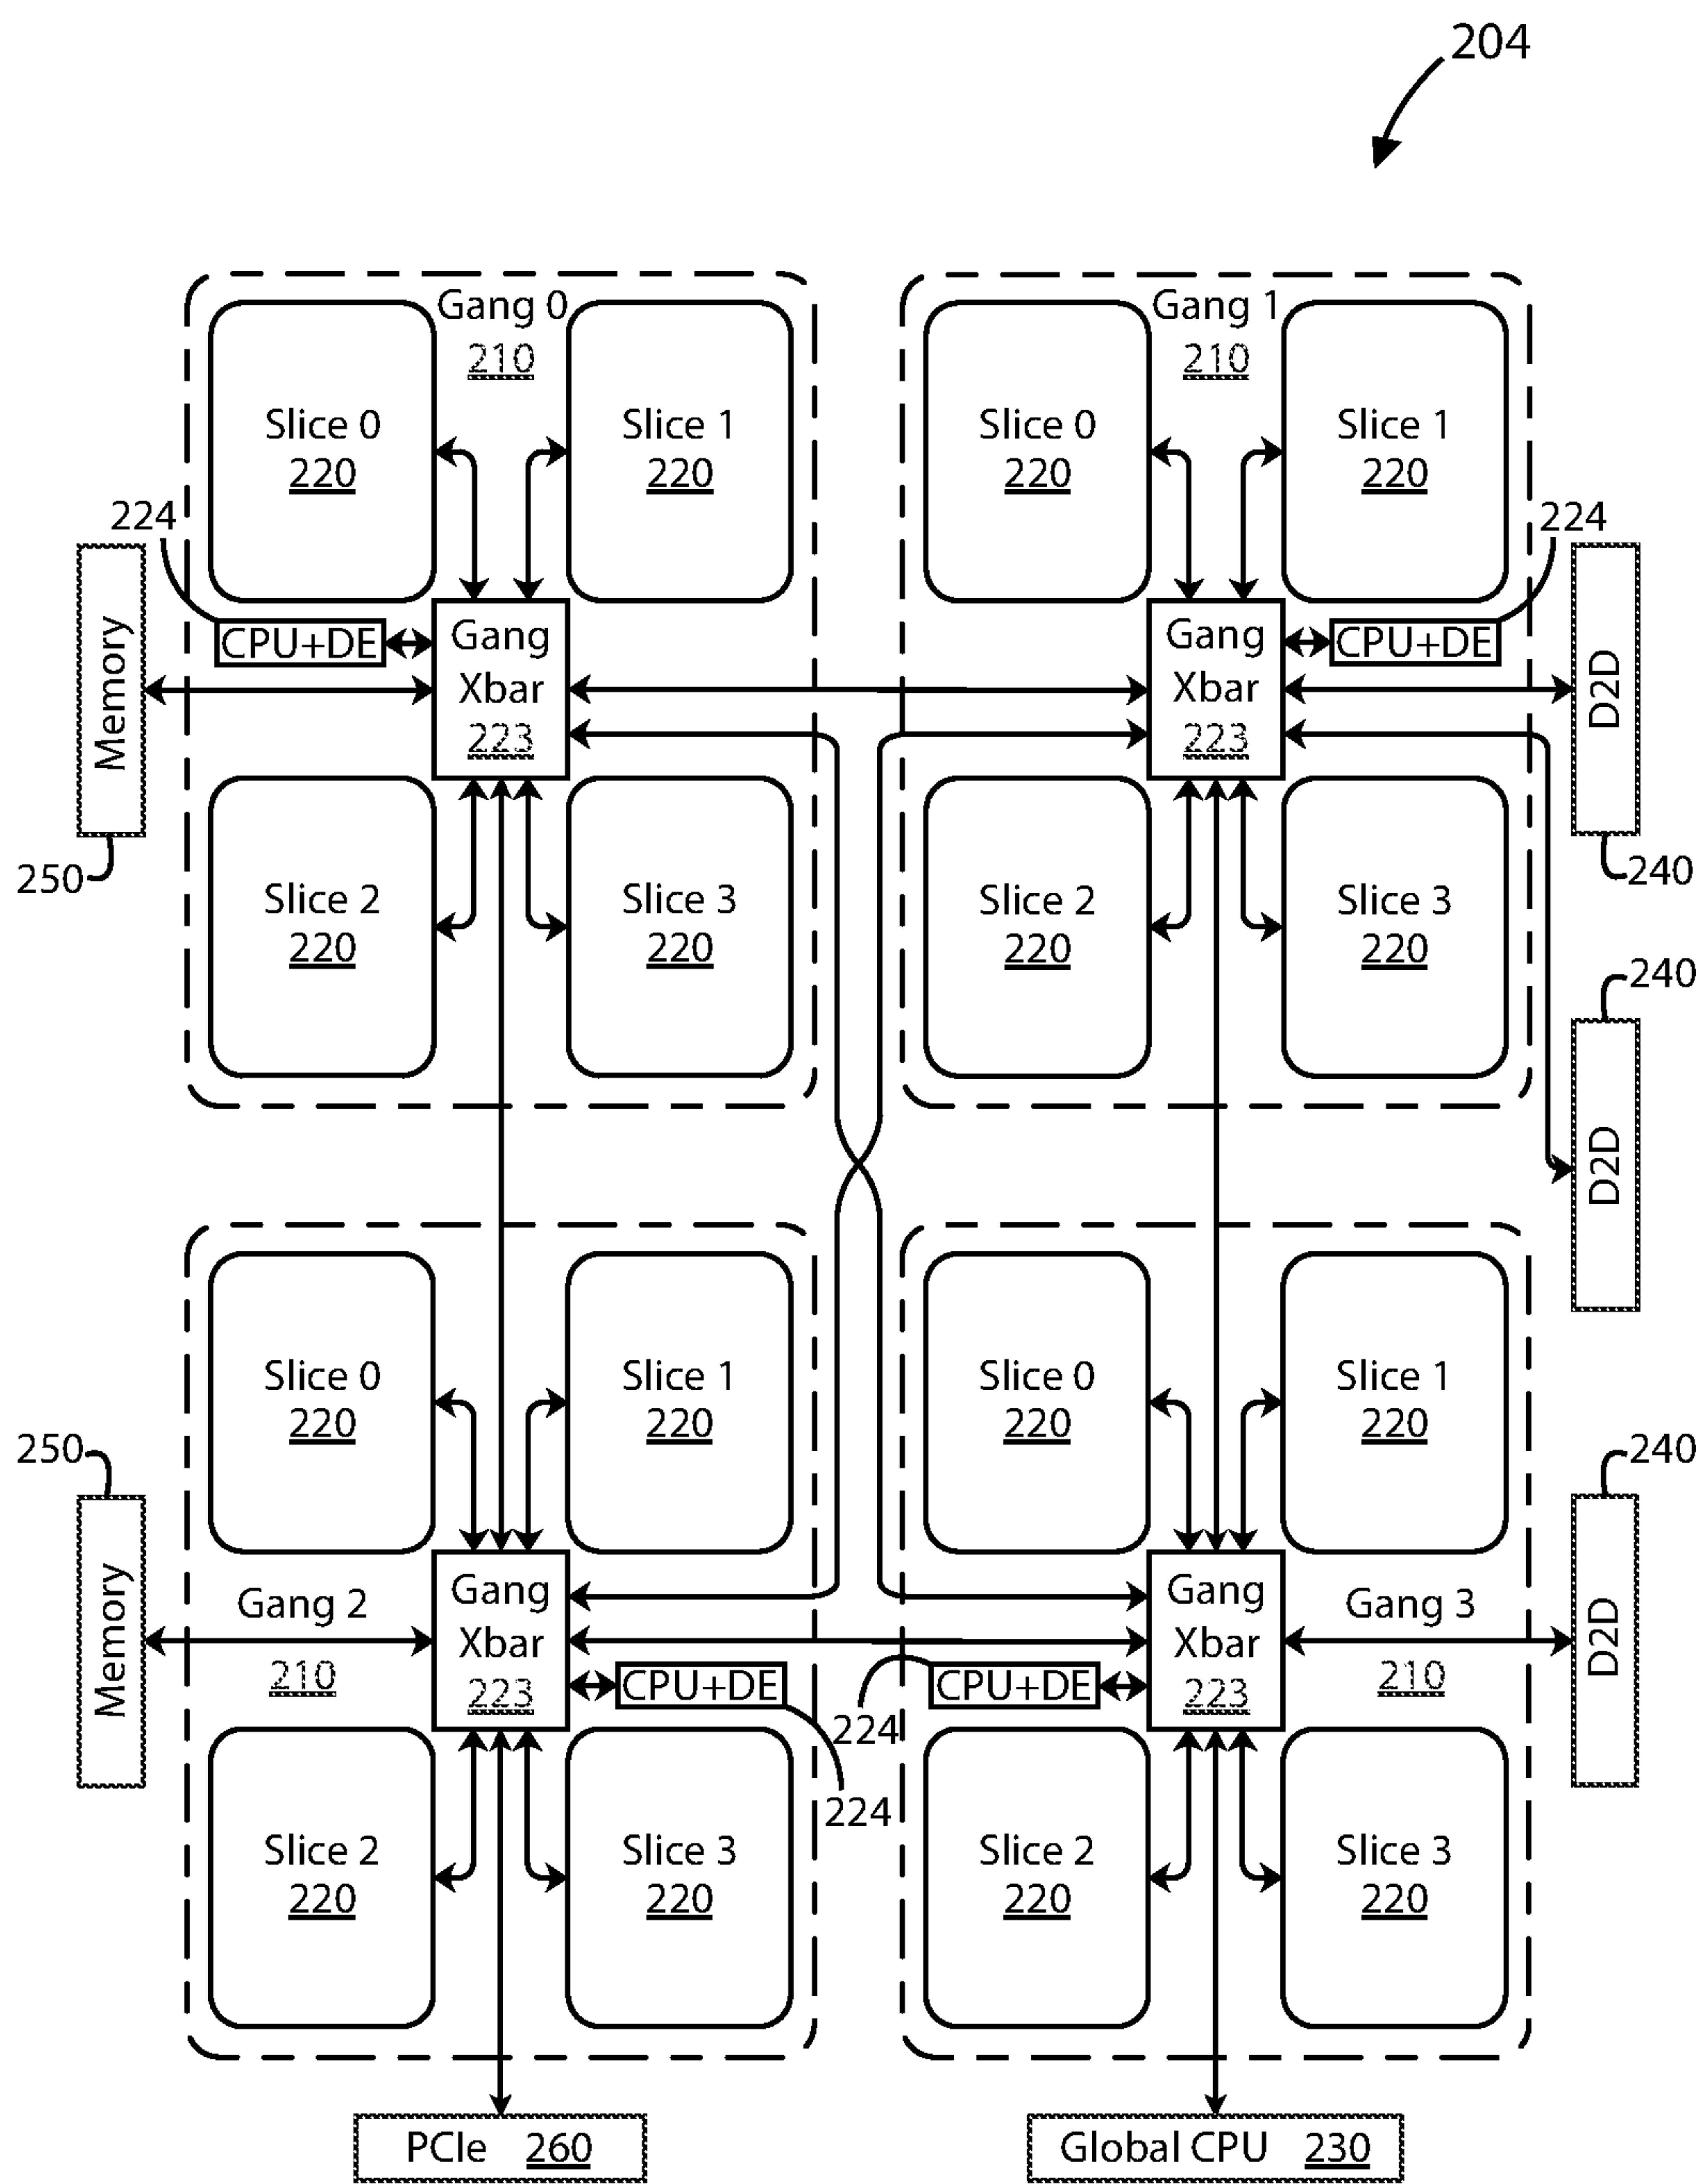 204
Gang 0
210
Gang 1
210
Slice 0
220
Slice 1
220
Slice 0
220
Slice 1
220
224
224
Memory
CPU+DE
Gang
Xbar
223
Gang
Xbar
223
CPU+DE
D2D
250
240
Slice 2
220
Slice 3
220
Slice 2
220
Slice 3
220
240
D2D
Slice 0
220
Slice 1
220
Slice 0
220
Slice 1
220
250
240
Memory
Gang 2
210
Gang
Xbar
223
CPU+DE
224
224
CPU+DE
Gang
Xbar
223
Gang 3
210
D2D
Slice 2
220
Slice 3
220
Slice 2
220
Slice 3
220
PCIe 260
Global CPU 230